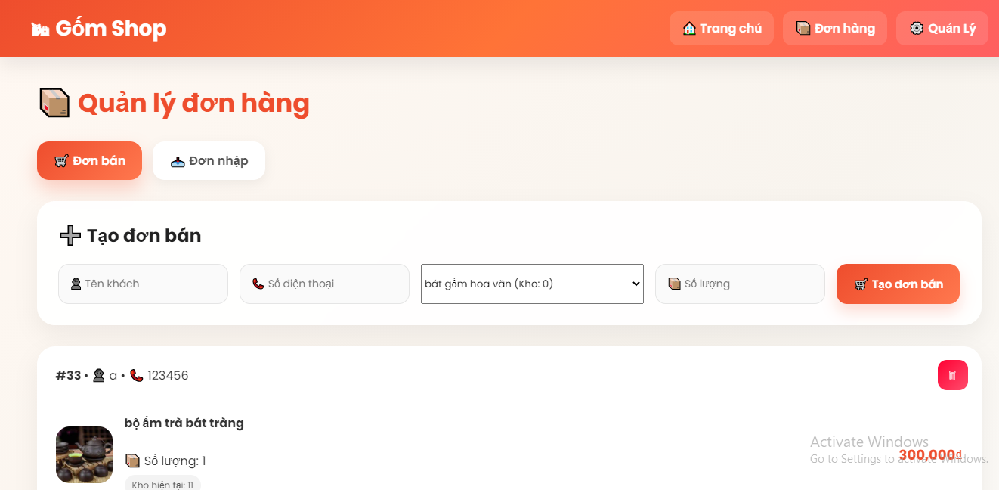 Gốm Shop
Trang chủ
Đơn hàng
Quản Lý
Quản lý đơn hàng
Đơn bán
Đơn nhập
Tạo đơn bán
Tên khách
Số điện thoại
bát gốm hoa văn (Kho: 0)
Số lượng
Tạo đơn bán
#33 • a • 123456
bộ ấm trà bát tràng
Số lượng: 1
Kho hiện tại: 11
300,000₫
Activate Windows
Go to Settings to activate Windows.